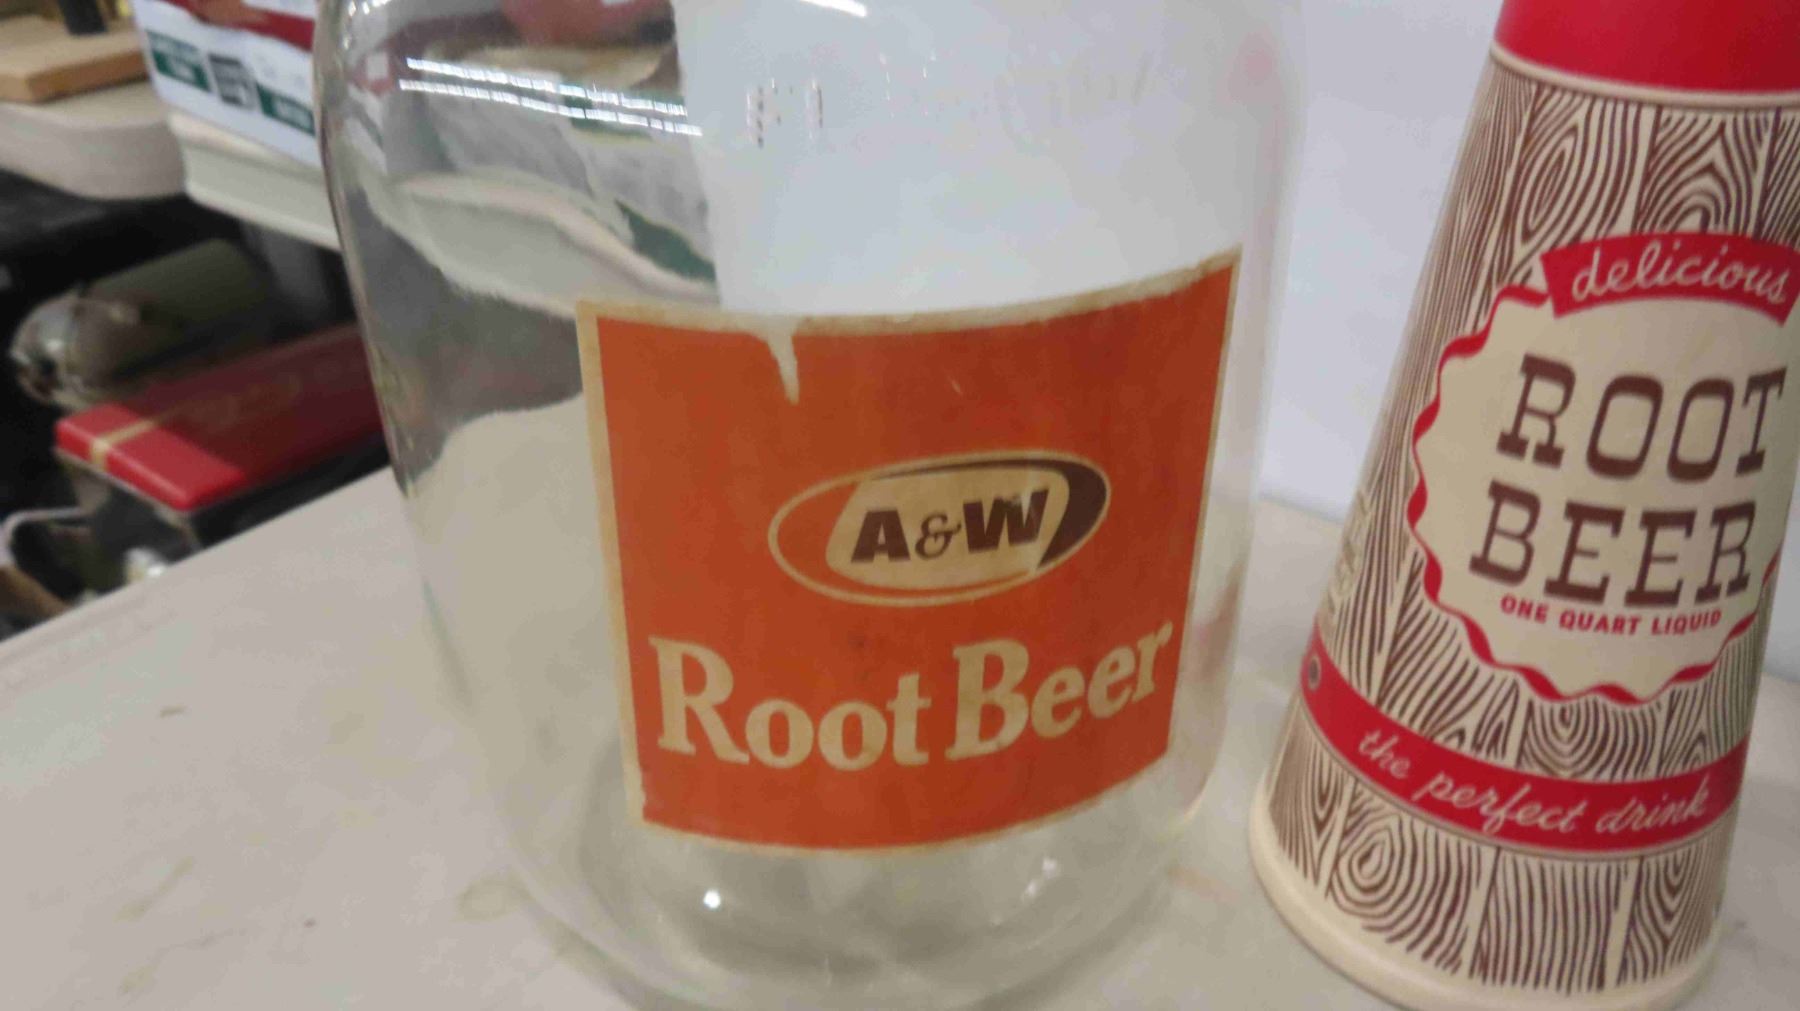 A&W
Root Beer
delicious
ROOT
BEER
ONE QUART LIQUID
the perfect drink